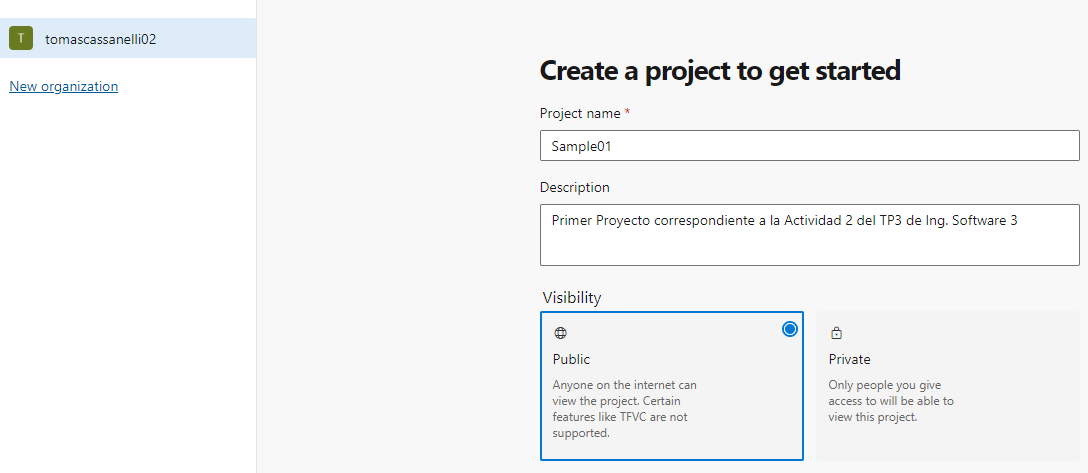 T
tomascassanelli02
New organization
Create a project to get started
Project name *
Sample01
Description
Primer Proyecto correspondiente a la Actividad 2 del TP3 de Ing. Software 3
Visibility
Public
Anyone on the internet can
view the project. Certain
features like TFVC are not
supported.
Private
Only people you give
access to will be able to
view this project.